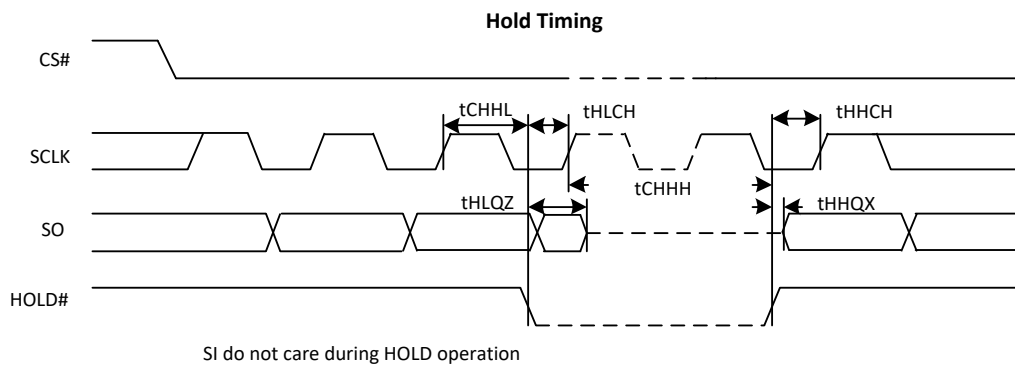 Hold Timing
CS#
tCHHL
tHLCH
tHHCH
SCLK
tCHHH
tHLQZ
tHHQX
SO
HOLD#
SI do not care during HOLD operation